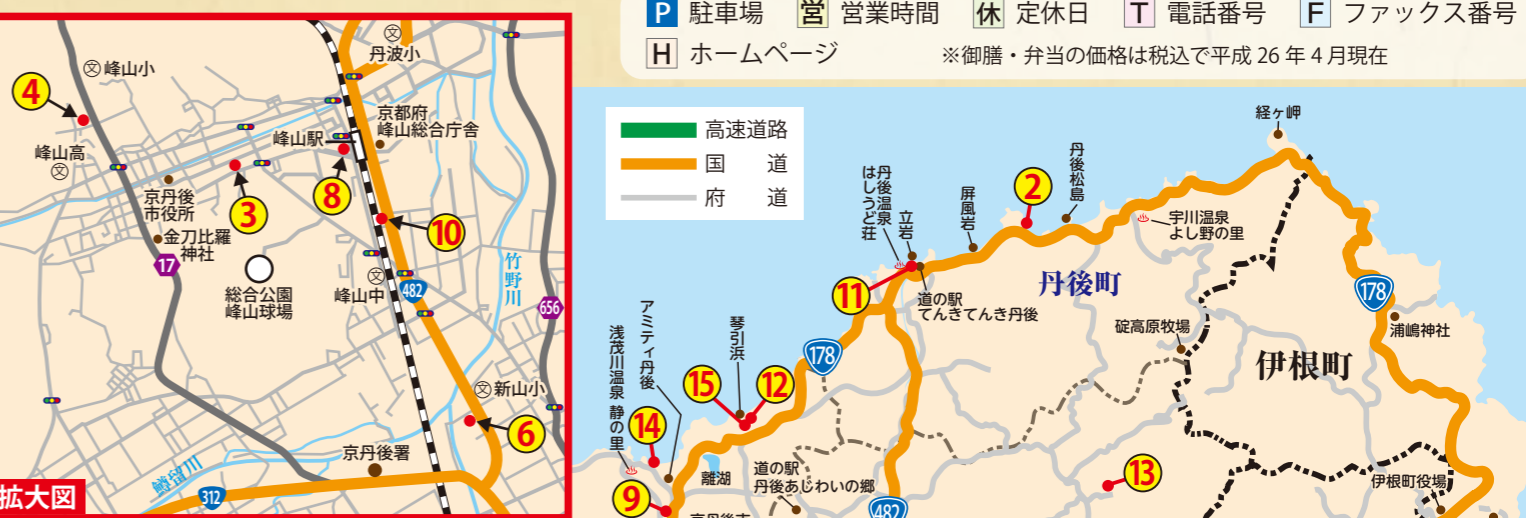 P 駐車場 営 営業時間 休 定休日 T 電話番号 F ファックス番号
H ホームページ ※御膳・弁当の価格は税込で平成26年4月現在
丹波小
文
文 峰山小
4
峰山高
文
京都府
峰山総合庁舎
峰山駅
8
3
京丹後
市役所
金刀比羅
神社
17
10
総合公園
峰山球場
文
峰山中
482
竹野川
656
文 新山小
6
京丹後署
鱒留川
312
拡大図
高速道路
国 道
府 道
経ヶ岬
丹後松島
2
屏風岩
立岩
丹後温泉
はしうど荘
宇川温泉
よし野の里
11
道の駅
てんきてんき丹後
丹後町
碇高原牧場
178
浦嶋神社
伊根町
178
琴引浜
アミティ丹後
浅茂川温泉 静の里
15
12
14
9
離湖
道の駅
丹後あじわいの郷
482
13
伊根町役場